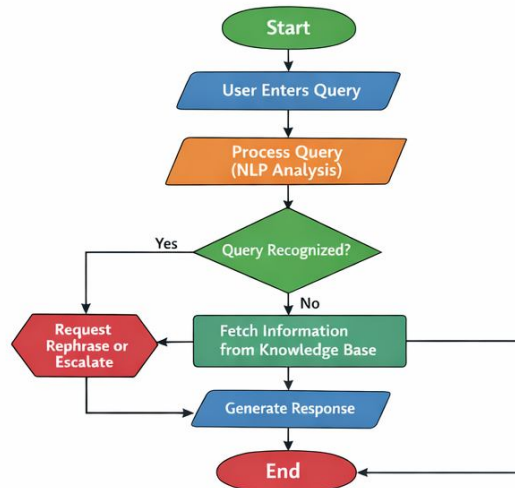 Start
User Enters Query
Process Query
(NLP Analysis)
Yes
Query Recognized?
No
Request
Rephrase or
Escalate
Fetch Information
from Knowledge Base
Generate Response
End